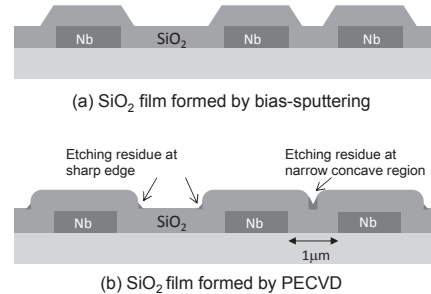 Nb SiO2 Nb Nb
(a) SiO2 film formed by bias-sputtering
Etching residue at
sharp edge
Etching residue at
narrow concave region
Nb SiO2 Nb Nb
1μm
(b) SiO2 film formed by PECVD